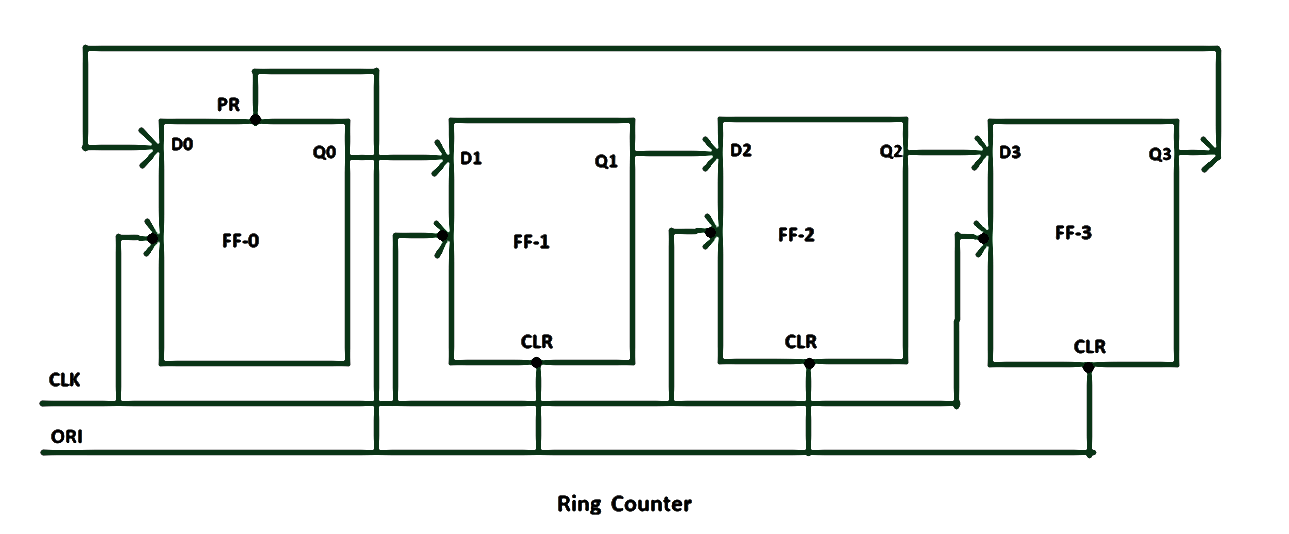 PR
D0
Q0
D1
Q1
D2
Q2
D3
Q3
FF-0
FF-1
FF-2
FF-3
CLR
CLR
CLR
CLK
ORI
Ring Counter